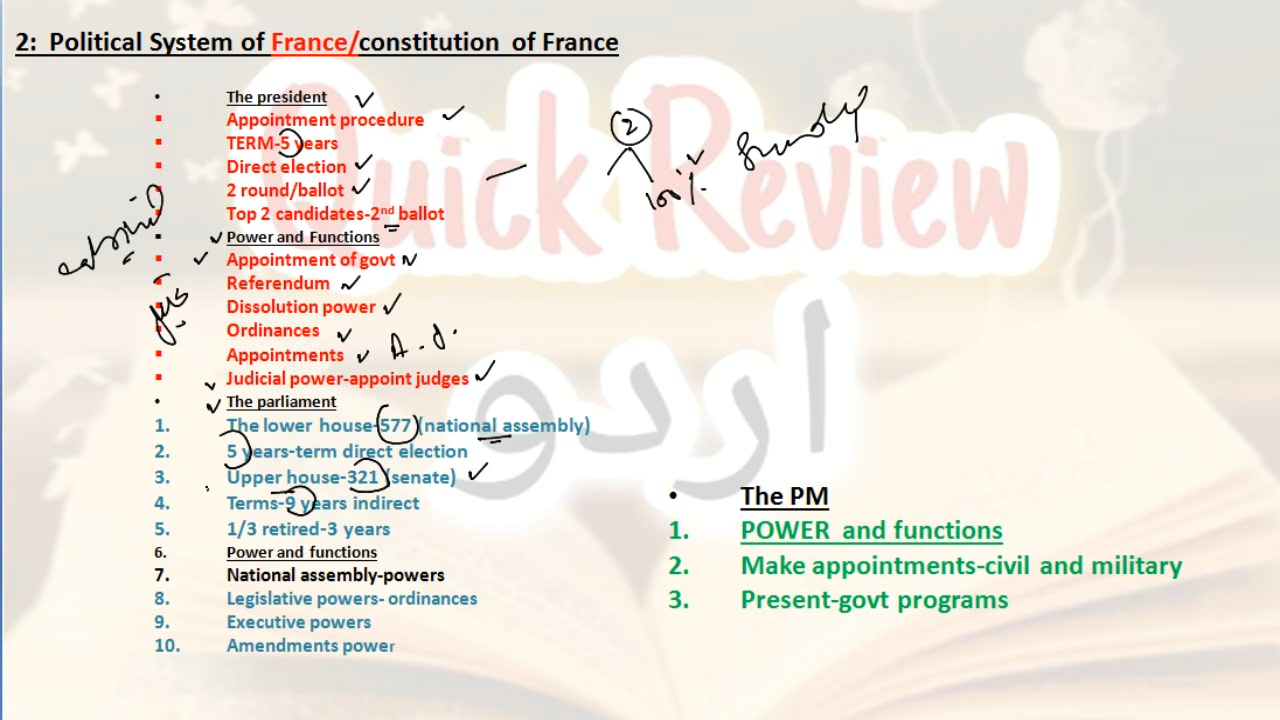 2: Political System of France/constitution of France
• The president
▪ Appointment procedure
▪ TERM-5 years
▪ Direct election
▪ 2 round/ballot
▪ Top 2 candidates-2nd ballot
▪ Power and Functions
▪ Appointment of govt
▪ Referendum
▪ Dissolution power
▪ Ordinances
▪ Appointments
▪ Judicial power-appoint judges
• The parliament
1. The lower house-577 (national assembly)
2. 5 years-term direct election
3. Upper house-321 (senate)
4. Terms-9 years indirect
5. 1/3 retired-3 years
6. Power and functions
7. National assembly-powers
8. Legislative powers- ordinances
9. Executive powers
10. Amendments power
• The PM
1. POWER and functions
2. Make appointments-civil and military
3. Present-govt programs
2
100%
A.J.
Quick Review
اردو